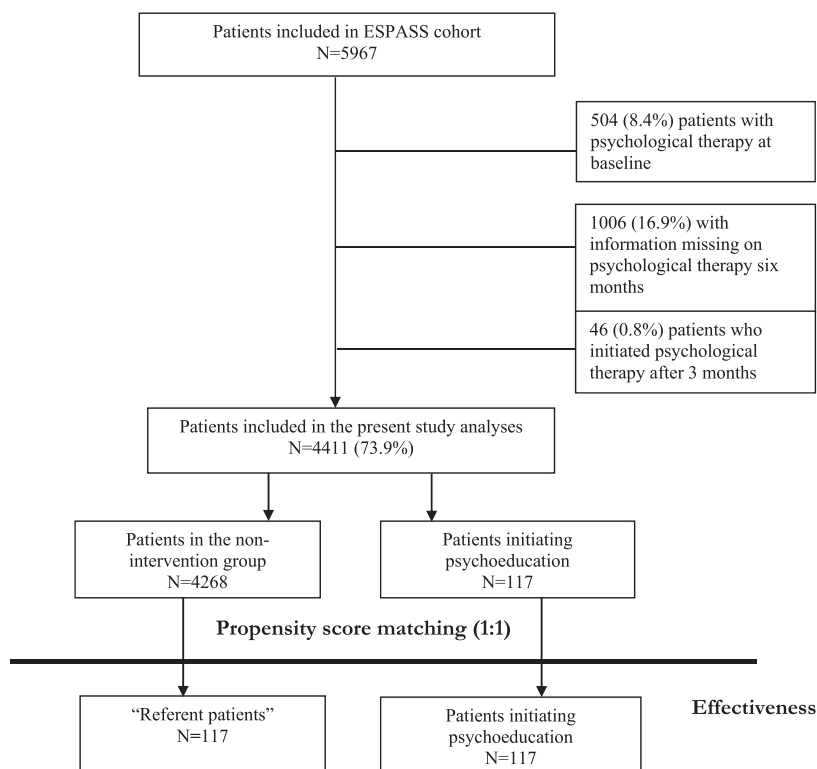 Patients included in ESPASS cohort
N=5967
504 (8.4%) patients with
psychological therapy at
baseline
1006 (16.9%) with
information missing on
psychological therapy six
months
46 (0.8%) patients who
initiated psychological
therapy after 3 months
Patients included in the present study analyses
N=4411 (73.9%)
Patients in the non-
intervention group
N=4268
Patients initiating
psychoeducation
N=117
Propensity score matching (1:1)
“Referent patients”
N=117
Patients initiating
psychoeducation
N=117
Effectiveness